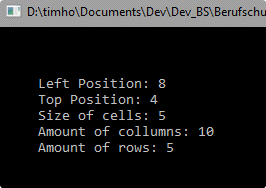 D:\timho\Documents\Dev\Dev_BS\Berufschu
Left Position: 8
Top Position: 4
Size of cells: 5
Amount of collumns: 10
Amount of rows: 5